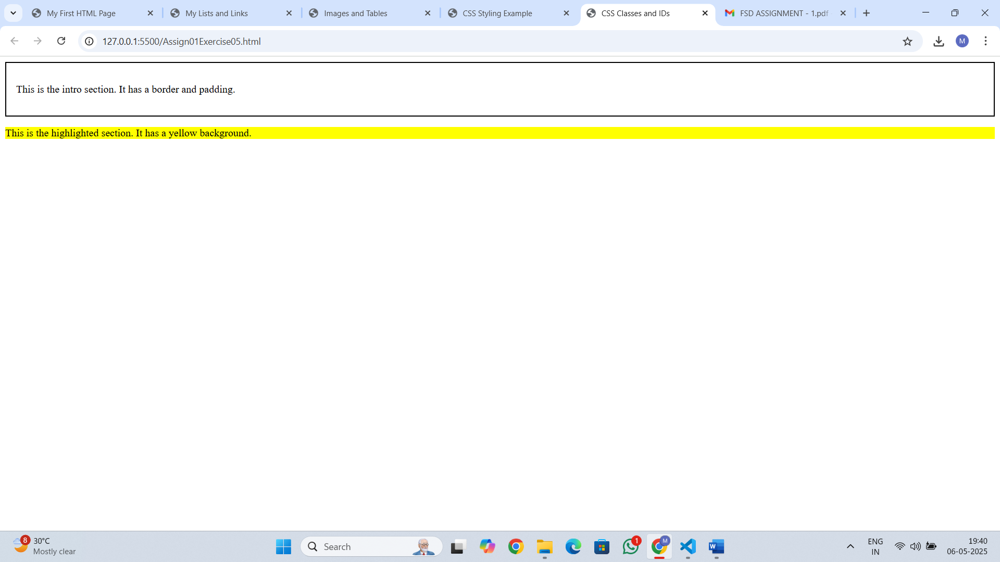 My First HTML Page
My Lists and Links
Images and Tables
CSS Styling Example
CSS Classes and IDs
FSD ASSIGNMENT - 1.pdf
127.0.0.1:5500/Assign01Exercise05.html
M
This is the intro section. It has a border and padding.
This is the highlighted section. It has a yellow background.
8
30°C
Mostly clear
Search
1
M
W
ENG
IN
19:40
06-05-2025